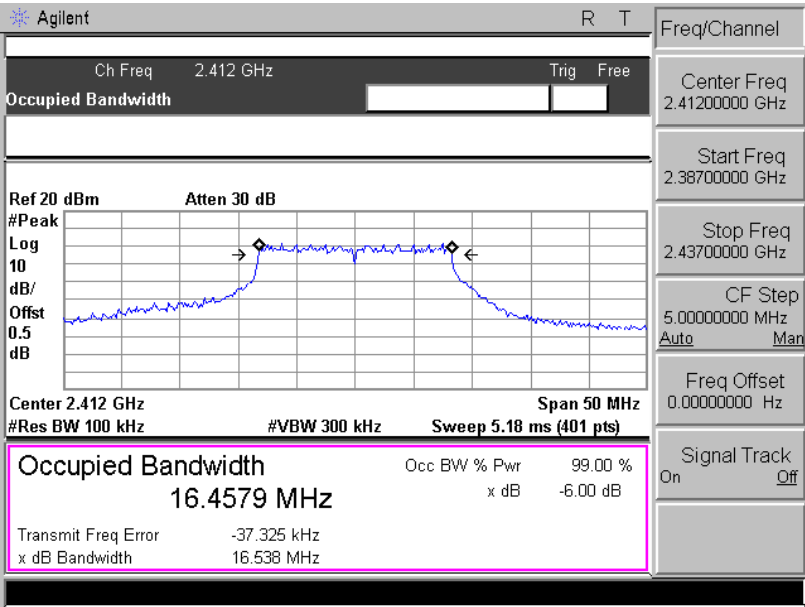 Agilent R T
Ch Freq 2.412 GHz Trig Free
Occupied Bandwidth
Ref 20 dBm Atten 30 dB
#Peak
Log
10
dB/
Offst
0.5
dB
Center 2.412 GHz Span 50 MHz
#Res BW 100 kHz #VBW 300 kHz Sweep 5.18 ms (401 pts)
Occupied Bandwidth Occ BW % Pwr 99.00 %
16.4579 MHz x dB -6.00 dB
Transmit Freq Error -37.325 kHz
x dB Bandwidth 16.538 MHz
Freq/Channel
Center Freq
2.41200000 GHz
Start Freq
2.38700000 GHz
Stop Freq
2.43700000 GHz
CF Step
5.00000000 MHz
Auto Man
Freq Offset
0.00000000 Hz
Signal Track
On Off